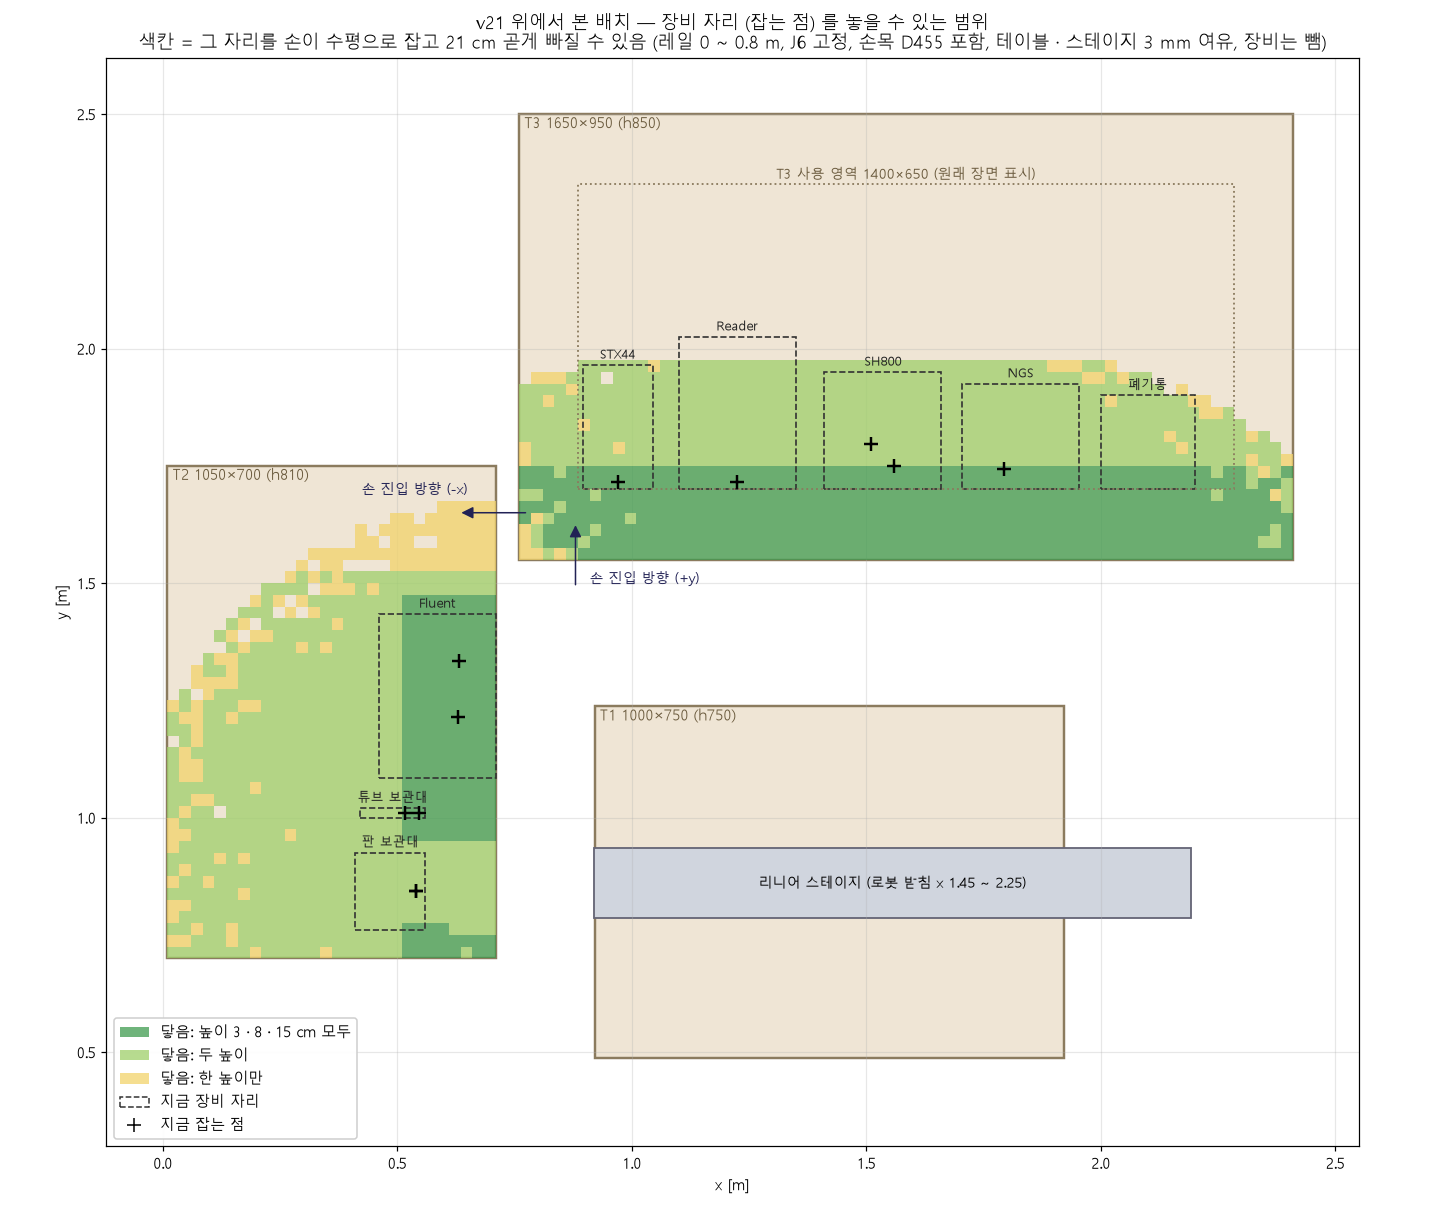 v21 위에서 본 배치 — 장비 자리 (잡는 점) 를 놓을 수 있는 범위
색칸 = 그 자리를 손이 수평으로 잡고 21 cm 곧게 빠질 수 있음 (레일 0 ~ 0.8 m, J6 고정, 손목 D455 포함, 테이블 · 스테이지 3 mm 여유, 장비는 뺌)
2.5
T3 1650×950 (h850)
T3 사용 영역 1400×650 (원래 장면 표시)
Reader
2.0
STX44
SH800
NGS
폐기통
T2 1050×700 (h810)
손 진입 방향 (-x)
손 진입 방향 (+y)
1.5
Fluent
y [m]
T1 1000×750 (h750)
튜브 보관대
1.0
판 보관대
리니어 스테이지 (로봇 받침 x 1.45 ~ 2.25)
0.5
닿음: 높이 3 · 8 · 15 cm 모두
닿음: 두 높이
닿음: 한 높이만
지금 장비 자리
지금 잡는 점
0.0 0.5 1.0 1.5 2.0 2.5
x [m]